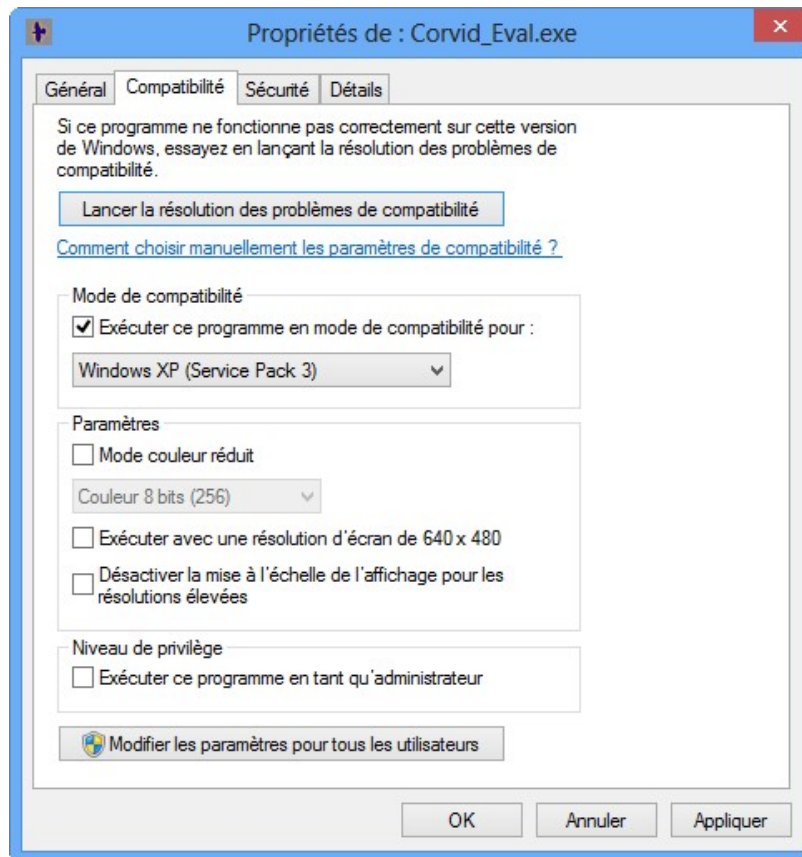 Propriétés de : Corvid_Eval.exe
Général Compatibilité Sécurité Détails
Si ce programme ne fonctionne pas correctement sur cette version
de Windows, essayez en lançant la résolution des problèmes de
compatibilité.
Lancer la résolution des problèmes de compatibilité
Comment choisir manuellement les paramètres de compatibilité ?
Mode de compatibilité
Exécuter ce programme en mode de compatibilité pour :
Windows XP (Service Pack 3)
Paramètres
Mode couleur réduit
Couleur 8 bits (256)
Exécuter avec une résolution d'écran de 640 x 480
Désactiver la mise à l'échelle de l'affichage pour les
résolutions élevées
Niveau de privilège
Exécuter ce programme en tant qu'administrateur
Modifier les paramètres pour tous les utilisateurs
OK Annuler Appliquer